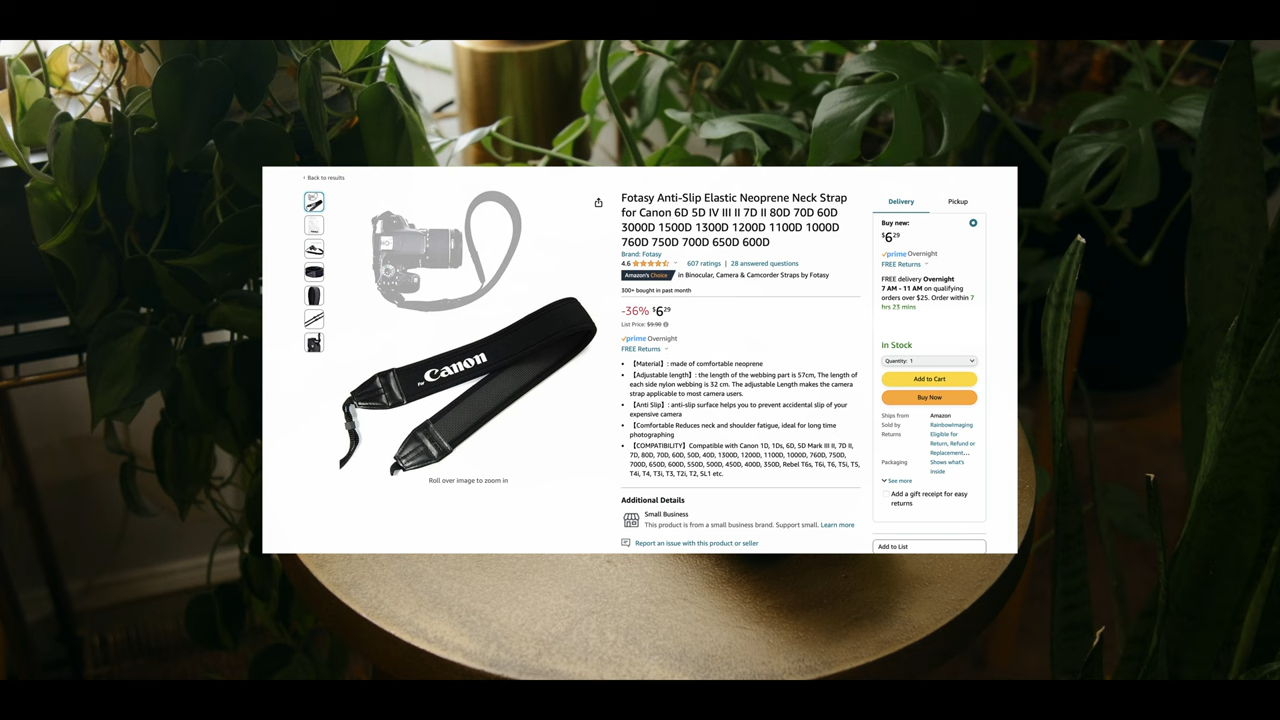 ‹ Back to results
for Canon
Roll over image to zoom in
Fotasy Anti-Slip Elastic Neoprene Neck Strap
for Canon 6D 5D IV III II 7D II 80D 70D 60D
3000D 1500D 1300D 1200D 1100D 1000D
760D 750D 700D 650D 600D
Brand: Fotasy
4.6 607 ratings | 28 answered questions
Amazon's Choice in Binocular, Camera & Camcorder Straps by Fotasy
300+ bought in past month
-36% $6 29
List Price: $9.90
prime Overnight
FREE Returns
• 【Material】: made of comfortable neoprene
• 【Adjustable length】: the length of the webbing part is 57cm, The length of
each side nylon webbing is 32 cm. The adjustable Length makes the camera
strap applicable to most camera users.
• 【Anti Slip】: anti-slip surface helps you to prevent accidental slip of your
expensive camera
• 【Comfortable Reduces neck and shoulder fatigue, ideal for long time
photographing
• 【COMPATIBILITY】 Compatible with Canon 1D, 1Ds, 6D, 5D Mark III II, 7D II,
7D, 80D, 70D, 60D, 50D, 40D, 1300D, 1200D, 1100D, 1000D, 760D, 750D,
700D, 650D, 600D, 550D, 500D, 450D, 400D, 350D, Rebel T6s, T6i, T6, T5i, T5,
T4i, T4, T3i, T3, T2i, T2, SL1 etc.
Additional Details
Small Business
This product is from a small business brand. Support small. Learn more
Report an issue with this product or seller
Delivery Pickup
Buy new:
$6 29
prime Overnight
FREE Returns
FREE delivery Overnight
7 AM - 11 AM on qualifying
orders over $25. Order within 7
hrs 23 mins
In Stock
Quantity: 1
Add to Cart
Buy Now
Ships from Amazon
Sold by RainbowImaging
Returns Eligible for
Return, Refund or
Replacement...
Packaging Shows what's
inside
See more
Add a gift receipt for easy
returns
Add to List